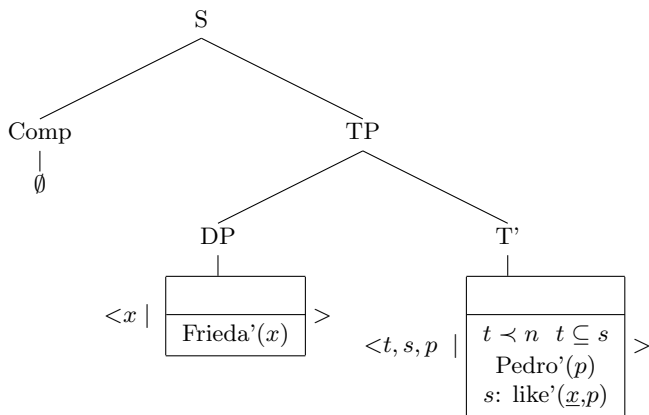 S
Comp TP
∅
DP T’
<x | Frieda’(x) >
<t, s, p | t ≺ n t ⊆ s
Pedro’(p) >
s: like’(x,p)